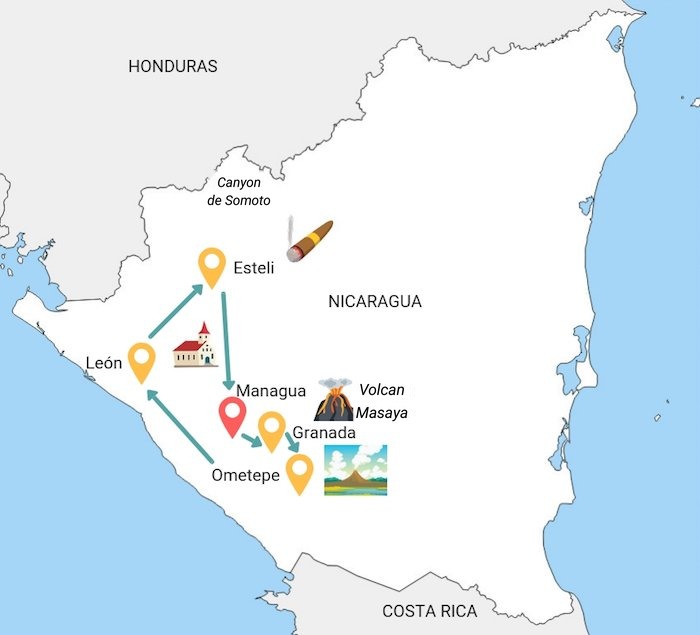 HONDURAS
Canyon
de Somoto
Esteli
NICARAGUA
León
Managua
Volcan
Masaya
Granada
Ometepe
COSTA RICA